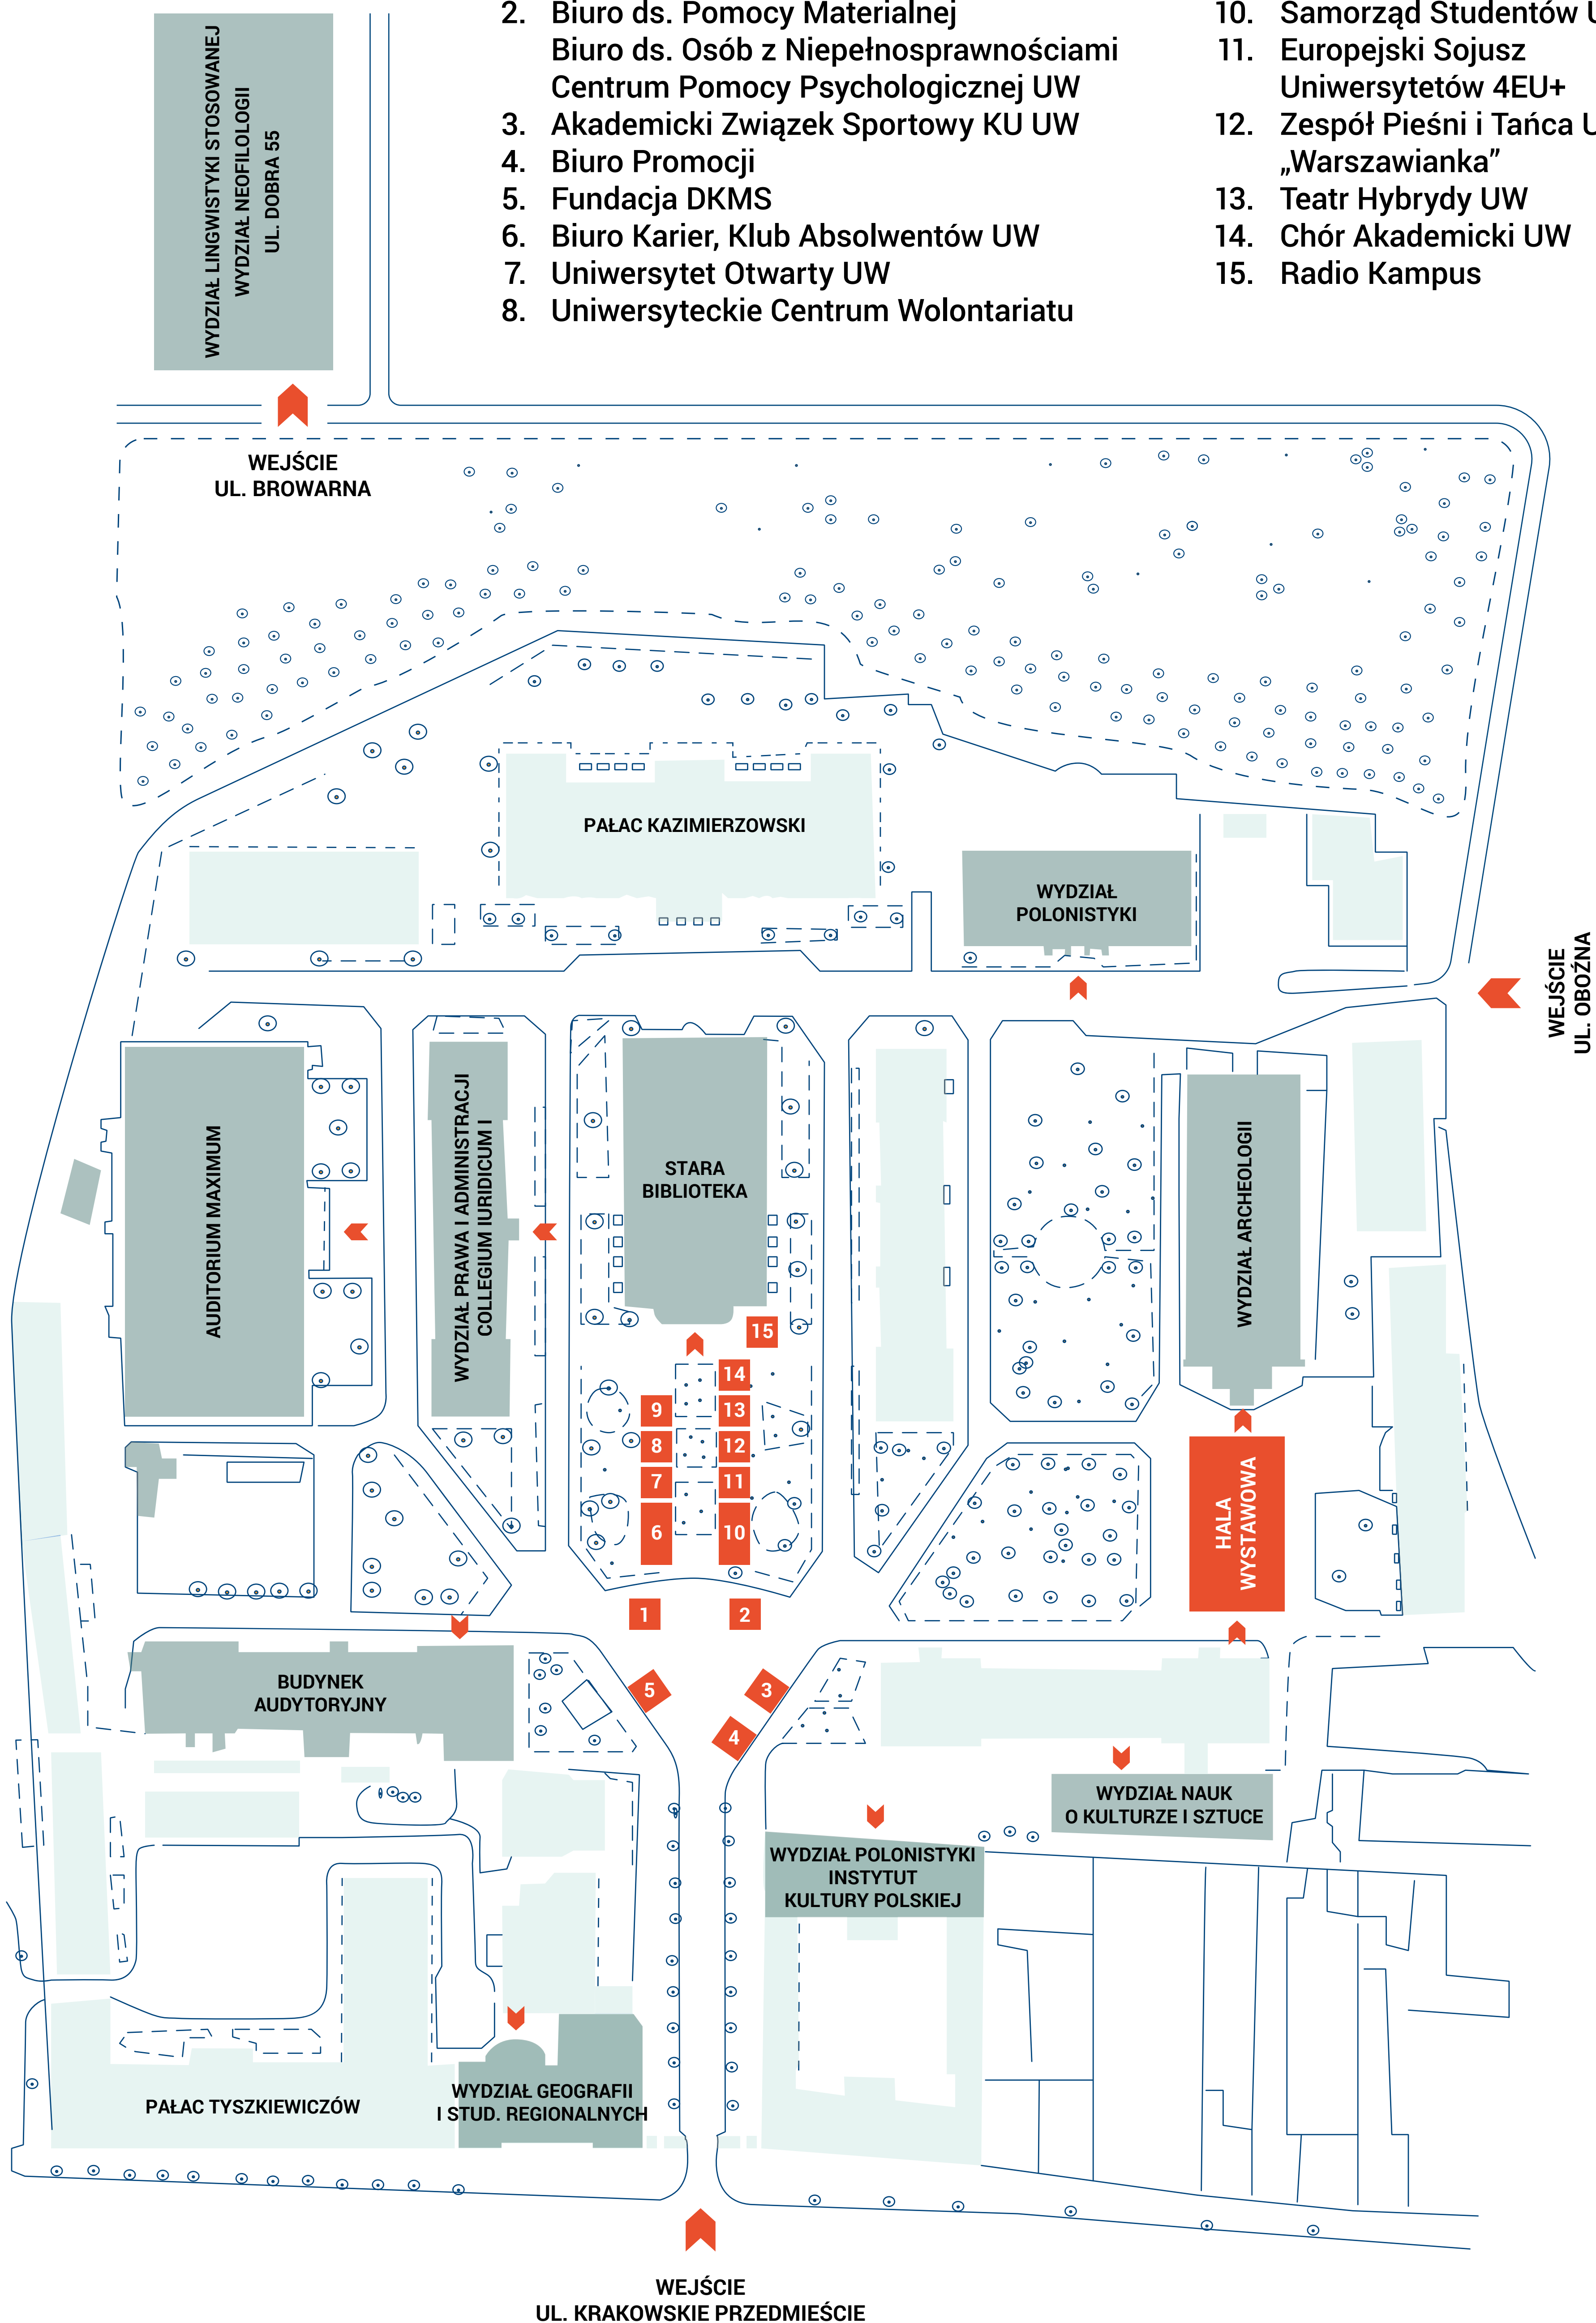 2. Biuro ds. Pomocy Materialnej
Biuro ds. Osób z Niepełnosprawnościami
Centrum Pomocy Psychologicznej UW
3. Akademicki Związek Sportowy KU UW
4. Biuro Promocji
5. Fundacja DKMS
6. Biuro Karier, Klub Absolwentów UW
7. Uniwersytet Otwarty UW
8. Uniwersyteckie Centrum Wolontariatu
10. Samorząd Studentów
11. Europejski Sojusz
Uniwersytetów 4EU+
12. Zespół Pieśni i Tańca
„Warszawianka”
13. Teatr Hybrydy UW
14. Chór Akademicki UW
15. Radio Kampus
WYDZIAŁ LINGWISTYKI STOSOWANEJ
WYDZIAŁ NEOFILOLOGII
UL. DOBRA 55
WEJŚCIE
UL. BROWARNA
PAŁAC KAZIMIERZOWSKI
WYDZIAŁ
POLONISTYKI
WEJŚCIE
UL. OBOŹNA
AUDITORIUM MAXIMUM
WYDZIAŁ PRAWA I ADMINISTRACJI
COLLEGIUM IURIDICUM I
STARA
BIBLIOTEKA
WYDZIAŁ ARCHEOLOGII
15
14
9
13
8
12
7
11
6
10
HALA
WYSTAWOWA
1
2
5
3
4
BUDYNEK
AUDYTORYJNY
WYDZIAŁ NAUK
O KULTURZE I SZTUCE
WYDZIAŁ POLONISTYKI
INSTYTUT
KULTURY POLSKIEJ
PAŁAC TYSZKIEWICZÓW
WYDZIAŁ GEOGRAFII
I STUD. REGIONALNYCH
WEJŚCIE
UL. KRAKOWSKIE PRZEDMIEŚCIE